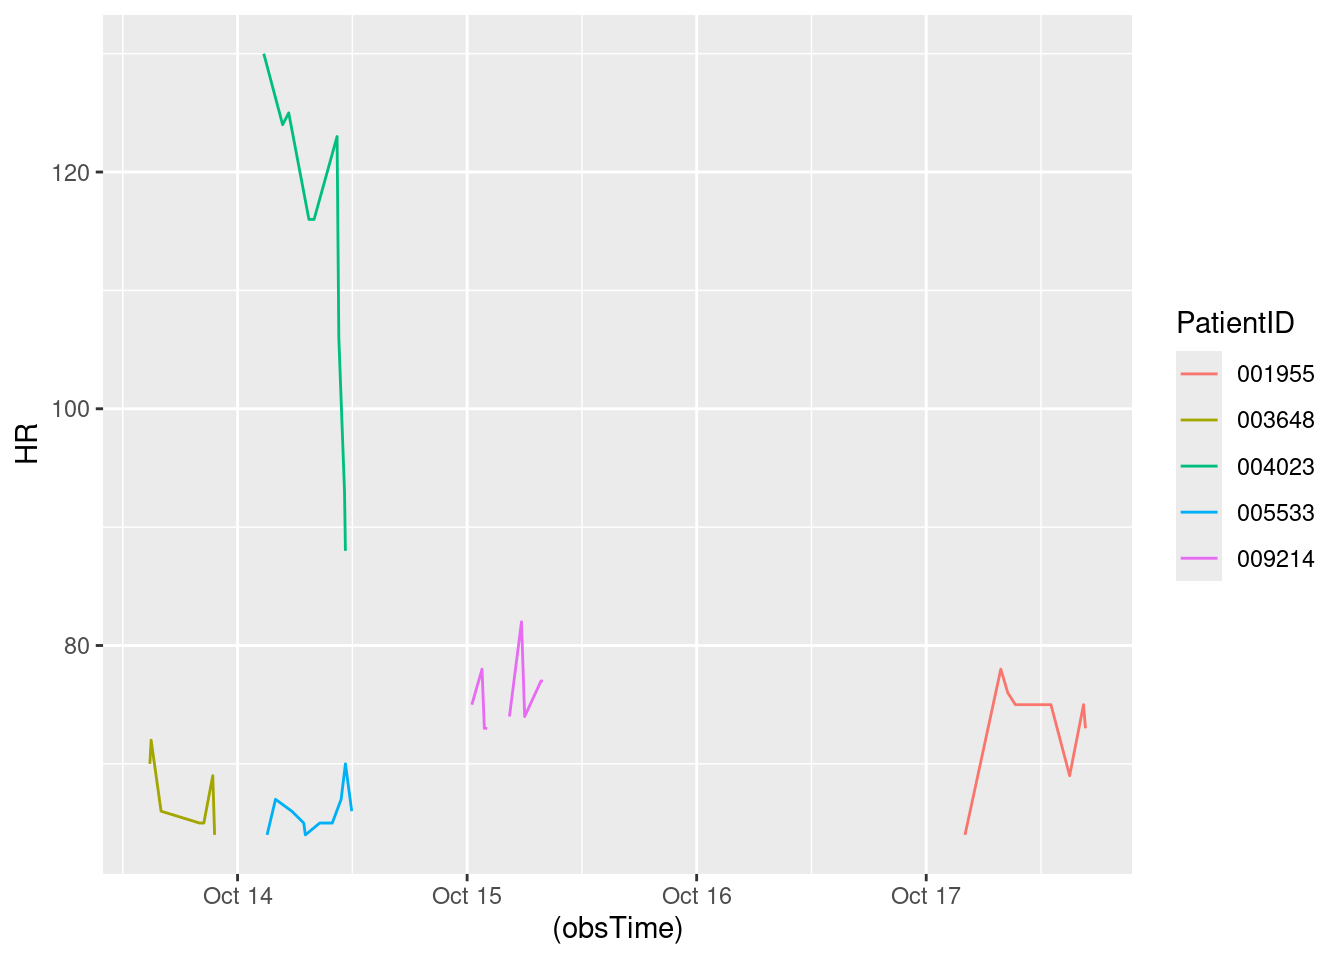 120
100
80
HR
Oct 14
Oct 15
Oct 16
Oct 17
(obsTime)
PatientID
001955
003648
004023
005533
009214